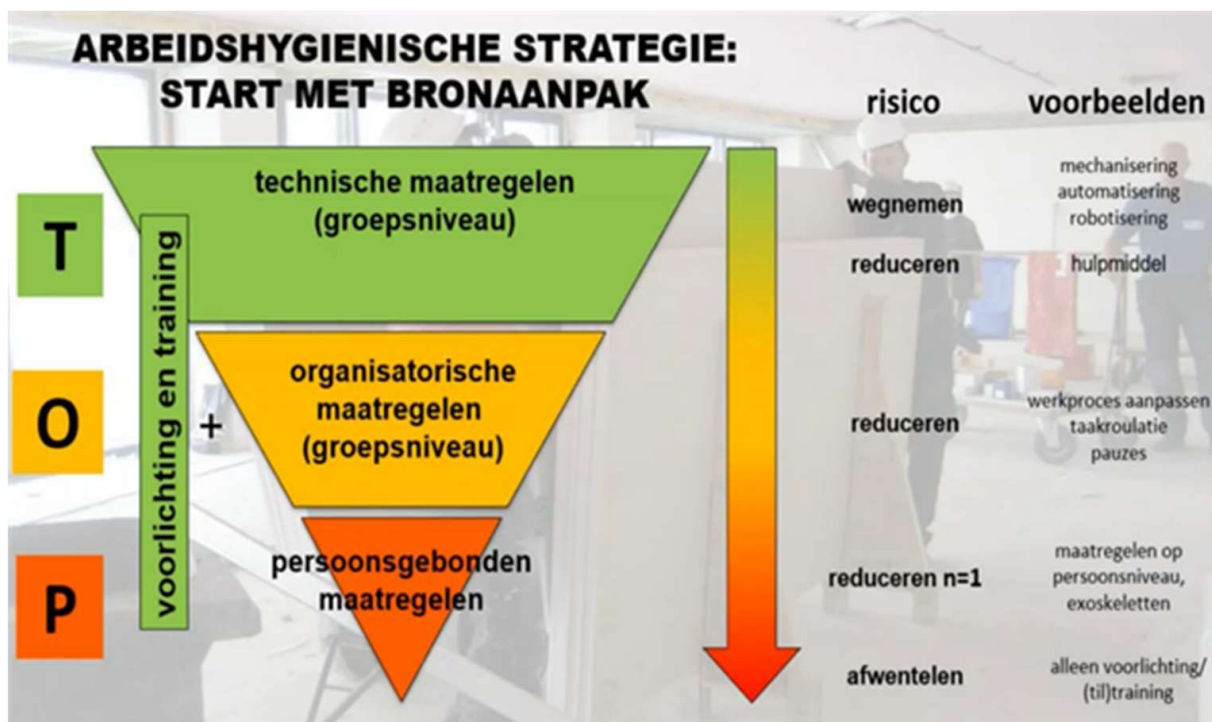 ARBEIDSHYGIENISCHE STRATEGIE:
START MET BRONAANPAK
risico
voorbeelden
T
O
P
voorlichting en training
+
technische maatregelen
(groepsniveau)
organisatorische
maatregelen
(groepsniveau)
persoonsgebonden
maatregelen
wegnemen
mechanisering
automatisering
robotisering
reduceren
hulpmiddel
reduceren
werkproces aanpassen
taakroulatie
pauzes
reduceren n=1
maatregelen op
persoonsniveau,
exoskeletten
afwentelen
alleen voorlichting/
(til)training